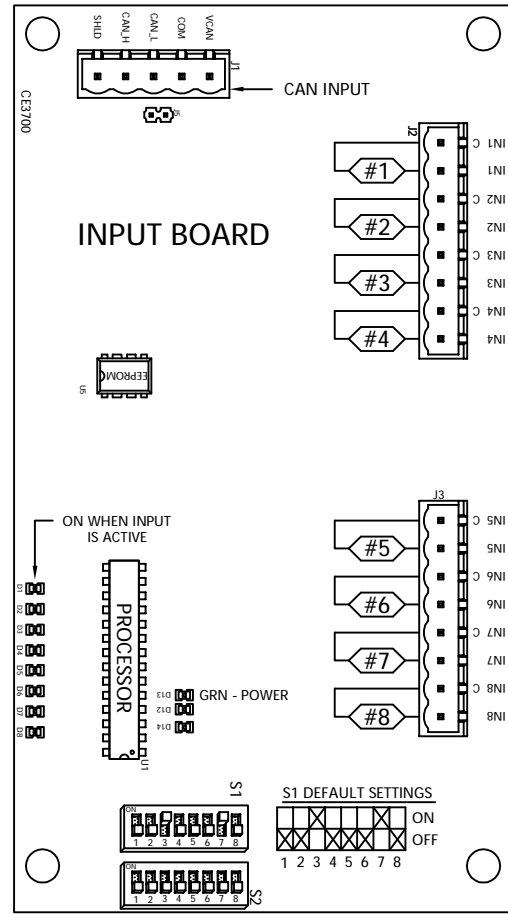 SHLD CAN_H CAN_L COM VCAN
J1
CAN INPUT
J5
CE3700
J2
IN1 C
IN1
#1
IN2 C
IN2
#2
IN3 C
IN3
#3
IN4 C
IN4
#4
INPUT BOARD
EEPROM
U5
J3
IN5 C
IN5
#5
IN6 C
IN6
#6
IN7 C
IN7
#7
IN8 C
IN8
#8
ON WHEN INPUT
IS ACTIVE
D1
D2
D3
D4
D5
D6
D7
D8
PROCESSOR
U1
D13 GRN - POWER
D12
D14
S1
ON
1 2 3 4 5 6 7 8
S1 DEFAULT SETTINGS
ON
OFF
1 2 3 4 5 6 7 8
ON
1 2 3 4 5 6 7 8
S2